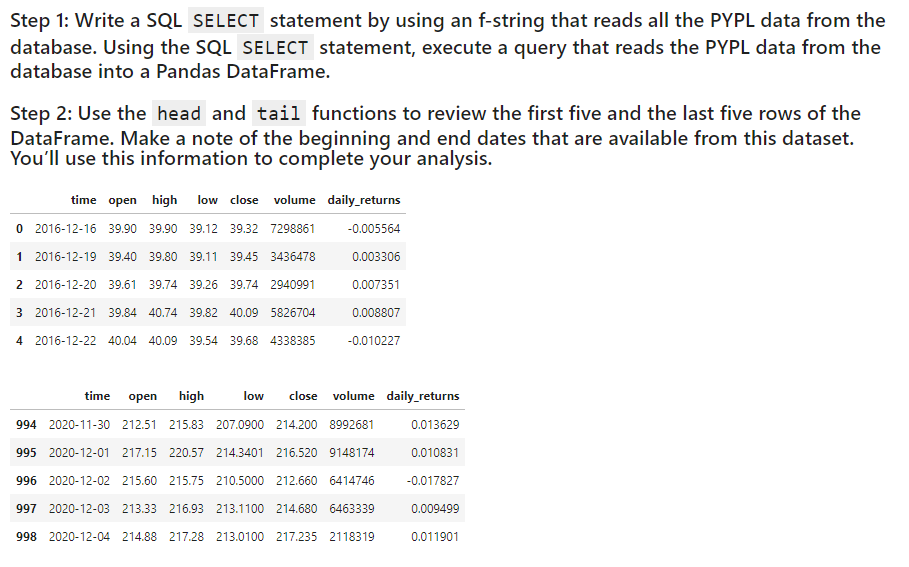 Step 1: Write a SQL SELECT statement by using an f-string that reads all the PYPL data from the
database. Using the SQL SELECT statement, execute a query that reads the PYPL data from the
database into a Pandas DataFrame.
Step 2: Use the head and tail functions to review the first five and the last five rows of the
DataFrame. Make a note of the beginning and end dates that are available from this dataset.
You’ll use this information to complete your analysis.
time open high low close volume daily_returns
0 2016-12-16 39.90 39.90 39.12 39.32 7298861 -0.005564
1 2016-12-19 39.40 39.80 39.11 39.45 3436478 0.003306
2 2016-12-20 39.61 39.74 39.26 39.74 2940991 0.007351
3 2016-12-21 39.84 40.74 39.82 40.09 5826704 0.008807
4 2016-12-22 40.04 40.09 39.54 39.68 4338385 -0.010227
time open high low close volume daily_returns
994 2020-11-30 212.51 215.83 207.0900 214.200 8992681 0.013629
995 2020-12-01 217.15 220.57 214.3401 216.520 9148174 0.010831
996 2020-12-02 215.60 215.75 210.5000 212.660 6414746 -0.017827
997 2020-12-03 213.33 216.93 213.1100 214.680 6463339 0.009499
998 2020-12-04 214.88 217.28 213.0100 217.235 2118319 0.011901